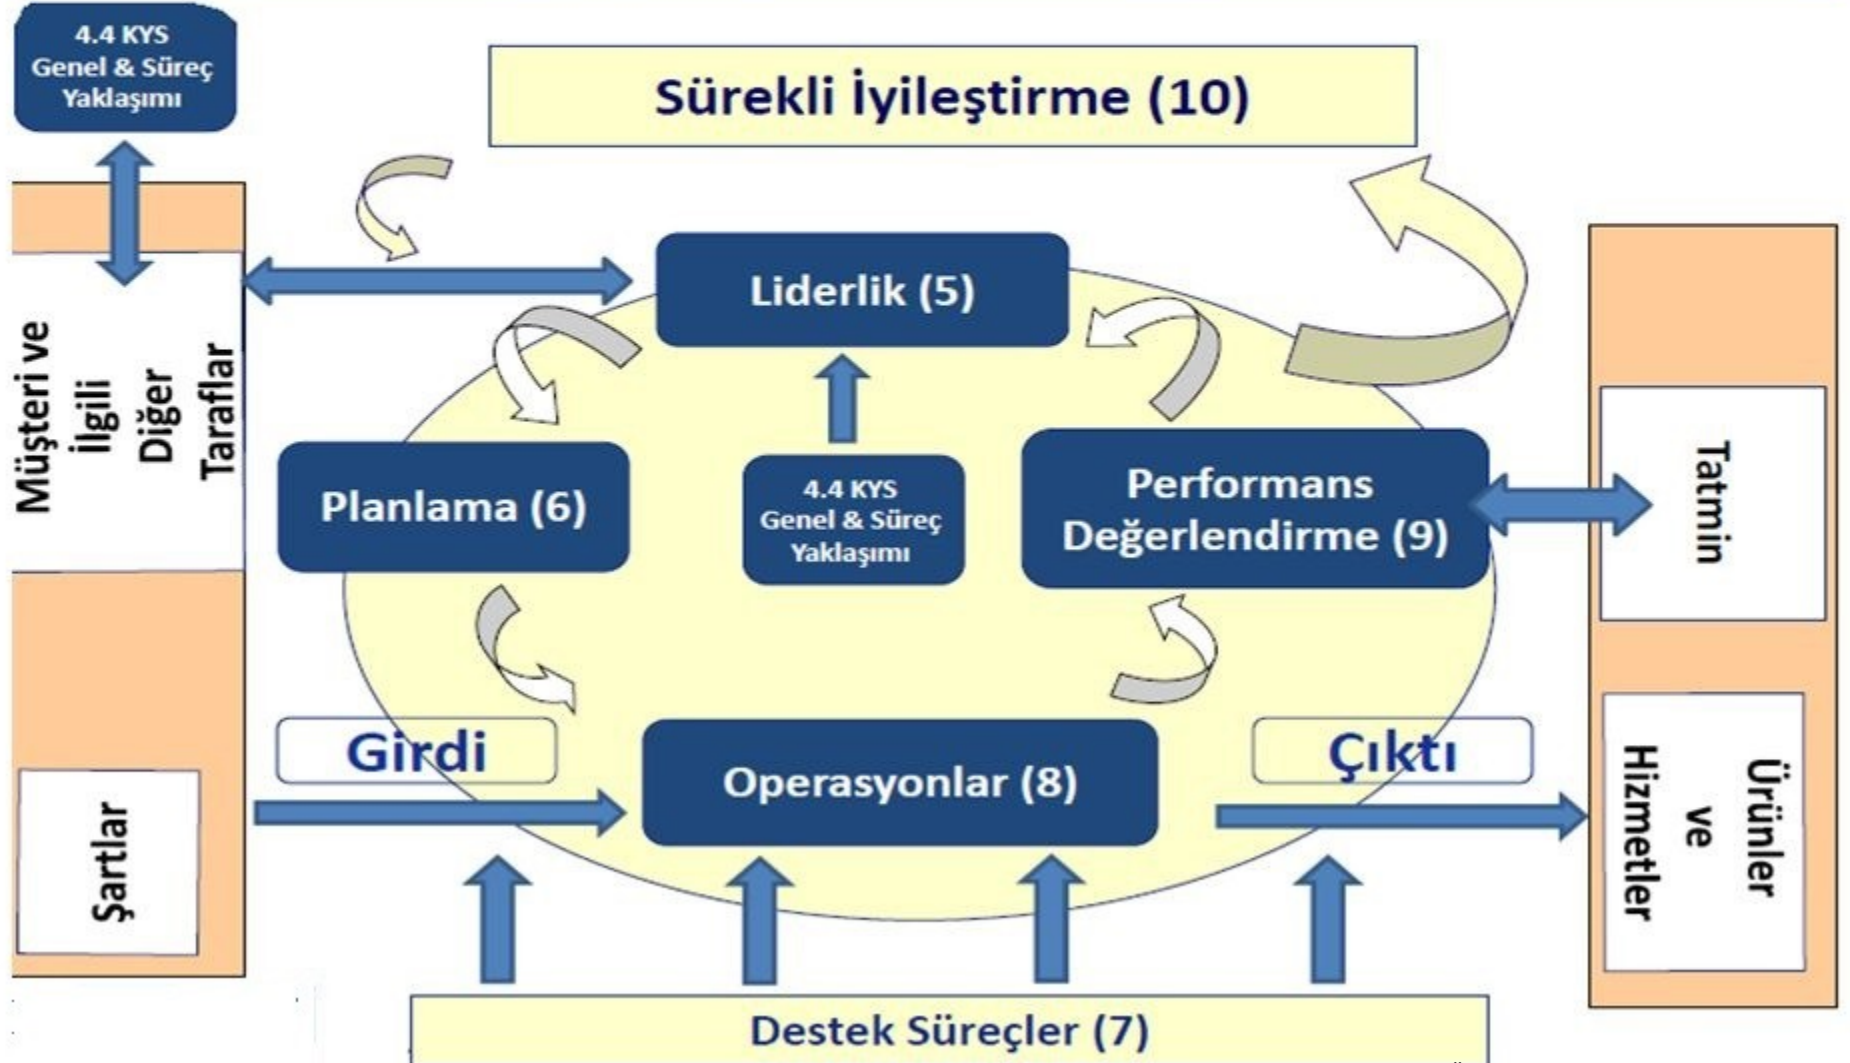 4.4 KYS
Genel & Süreç
Yaklaşımı
Sürekli İyileştirme (10)
Liderlik (5)
Müşteri ve
İlgili
Diğer
Taraflar
Planlama (6)
4.4 KYS
Genel & Süreç
Yaklaşımı
Performans
Değerlendirme (9)
Tatmin
Girdi
Operasyonlar (8)
Çıktı
Şartlar
Ürünler
ve
Hizmetler
Destek Süreçler (7)